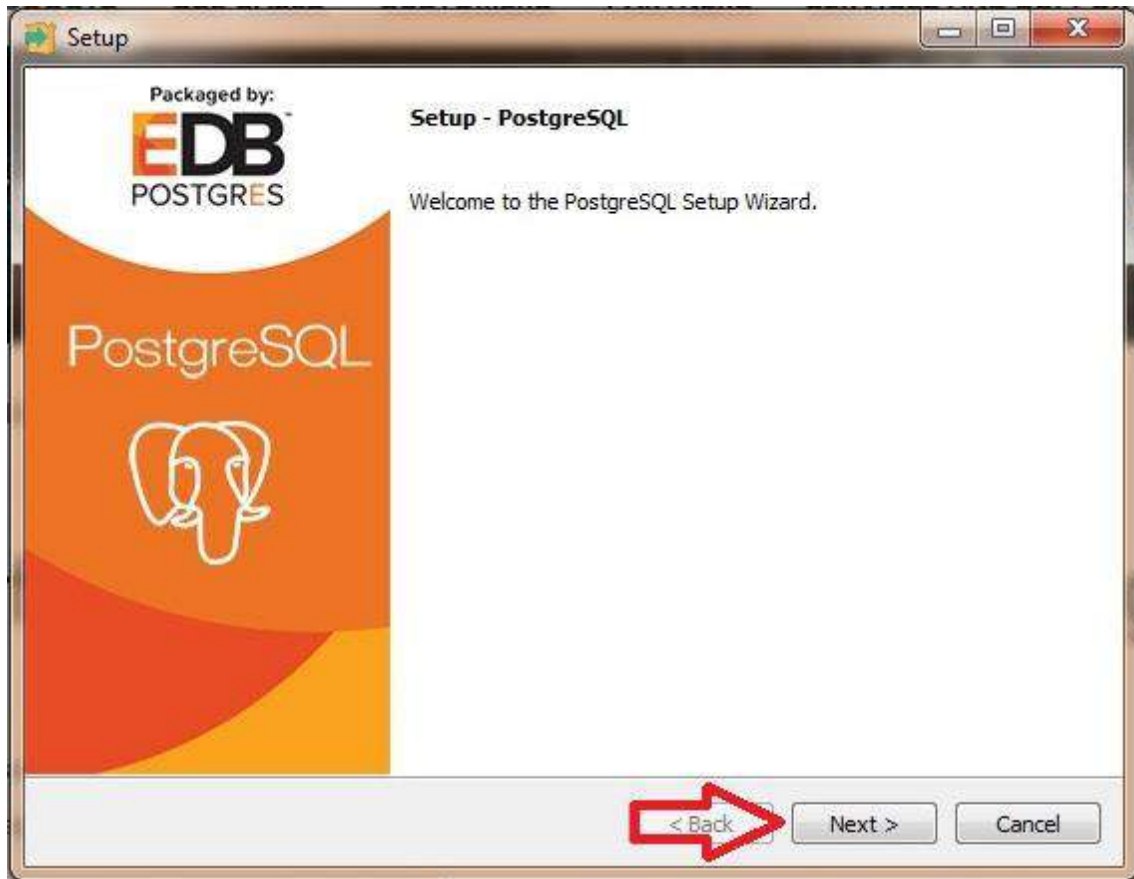 Setup
Packaged by:
EDB
POSTGRES
Setup - PostgreSQL
Welcome to the PostgreSQL Setup Wizard.
PostgreSQL
< Back
Next >
Cancel